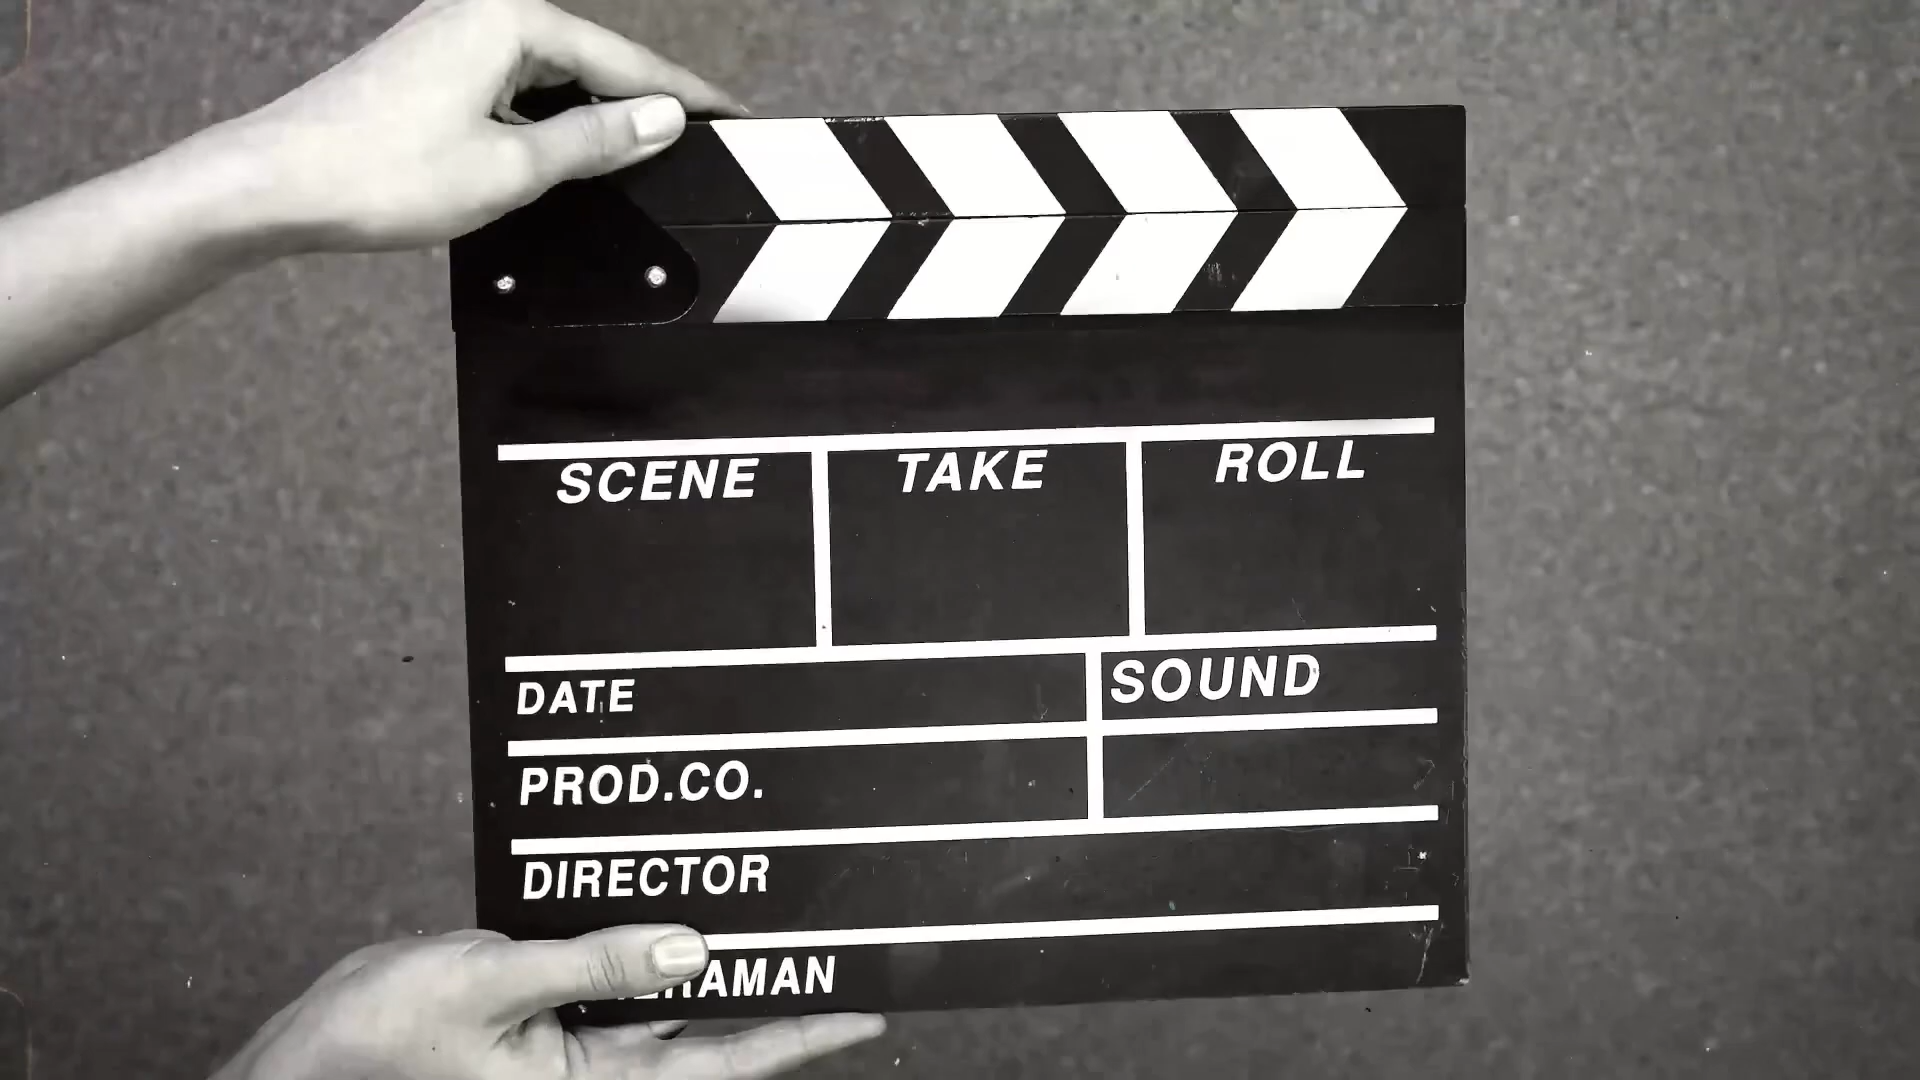 SCENE TAKE ROLL
DATE SOUND
PROD.CO.
DIRECTOR